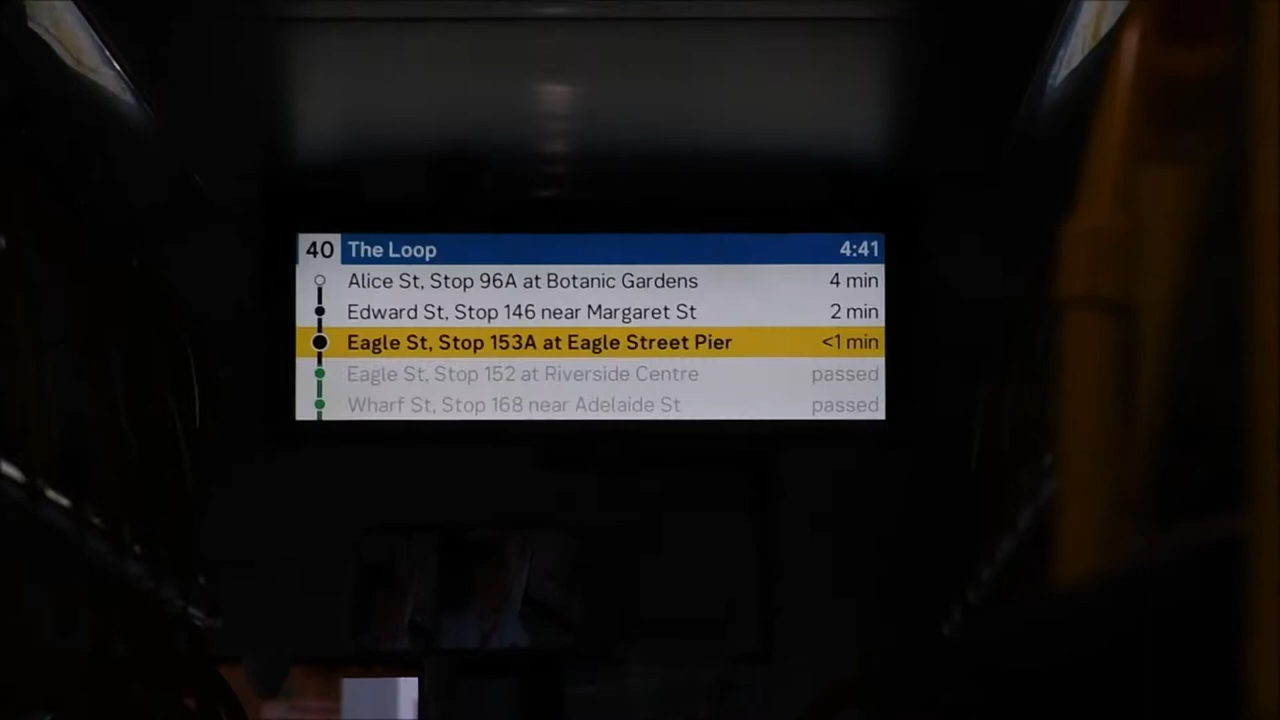 40 The Loop 4:41
Alice St, Stop 96A at Botanic Gardens 4 min
Edward St, Stop 146 near Margaret St 2 min
Eagle St, Stop 153A at Eagle Street Pier <1 min
Eagle St, Stop 152 at Riverside Centre passed
Wharf St, Stop 168 near Adelaide St passed